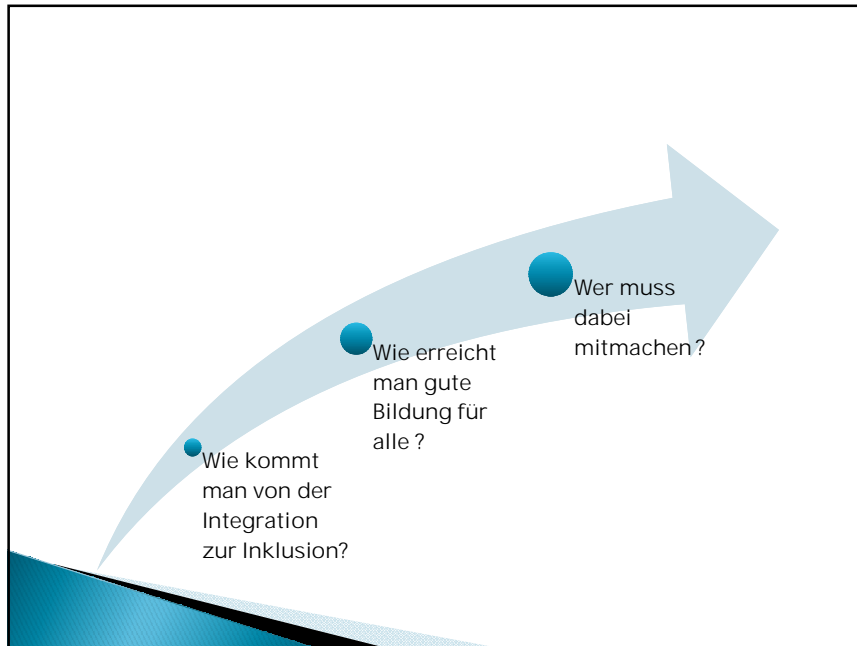 Wie kommt
man von der
Integration
zur Inklusion?
Wie erreicht
man gute
Bildung für
alle ?
Wer muss
dabei
mitmachen ?